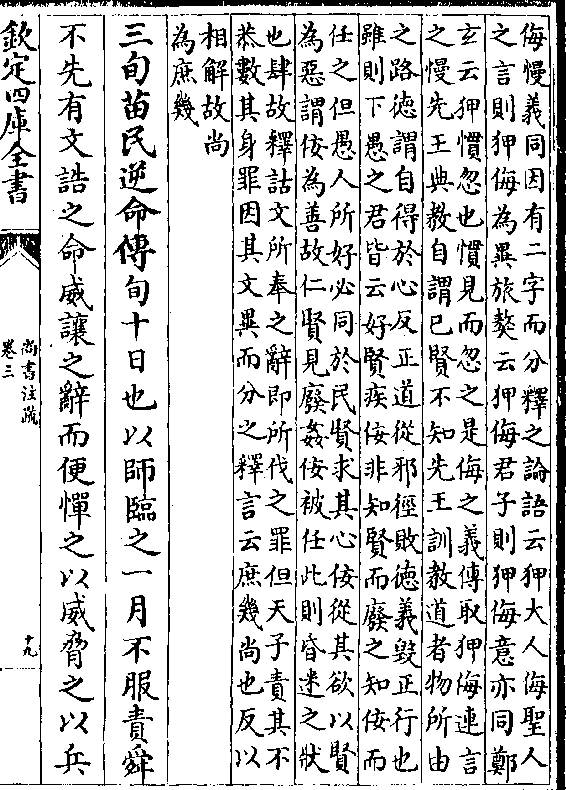 侮慢義同因有二字而分釋之論語云狎大人侮聖人
之言則狎侮為異旅獒云狎侮君子則狎侮意亦同鄭
玄云狎慣忽也慣見而忽之是侮之義傳取狎侮連言
之慢先王典教自謂已賢不知先王訓教道者物所由
之路德謂自得於心反正道從邪徑敗德義毀正行也
雖則下愚之君皆云好賢疾佞非知賢而廢之知佞而
任之但愚人所好必同於民賢求其心佞從其欲以賢
為惡謂佞為善故仁賢見廢姦佞被任此則昏迷之狀
也肆故釋詁文所奉之辭即所伐之罪但天子責其不
恭數其身罪因其文異而分之釋言云庶幾尚也反以
相解故尚
為庶幾
三旬苗民逆命傳旬十日也以師臨之一月不服責舜
不先有文誥之命威讓之辭而便憚之以威脅之以兵
欽定四庫全書
尚書注疏
卷三
十九